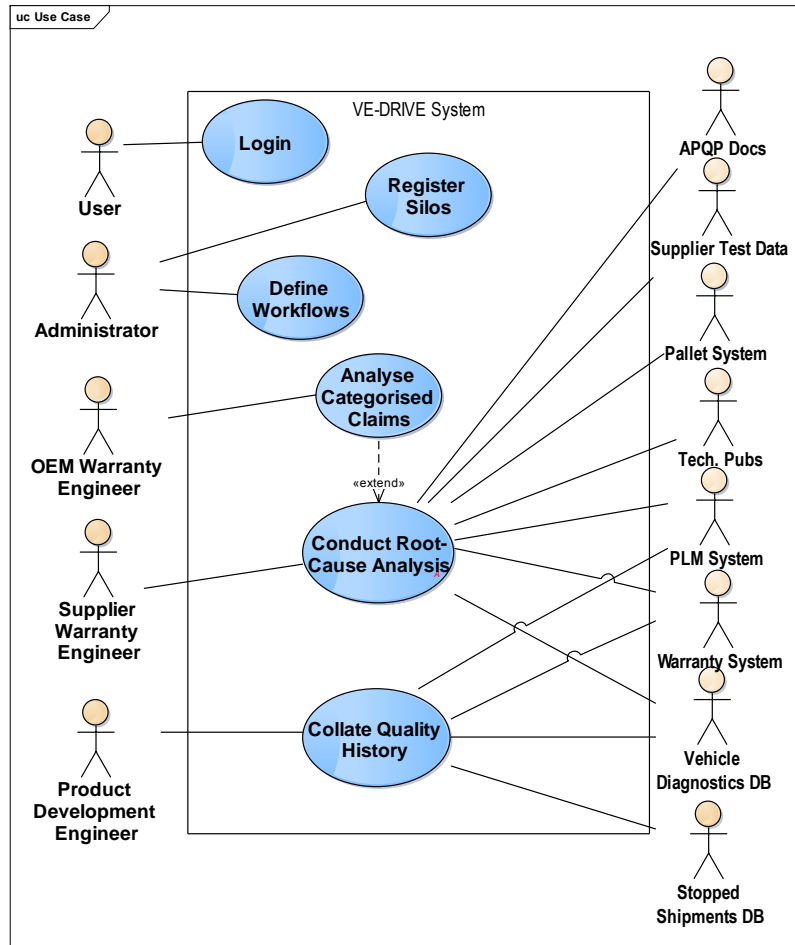 uc Use Case
VE-DRIVE System
Login
User
Register
Silos
Administrator
Define
Workflows
OEM Warranty
Engineer
Analyse
Categorised
Claims
«extend»
Supplier
Warranty
Engineer
Conduct Root-
Cause Analysis
Product
Development
Engineer
Collate Quality
History
APQP Docs
Supplier Test Data
Pallet System
Tech. Pubs
PLM System
Warranty System
Vehicle
Diagnostics DB
Stopped
Shipments DB